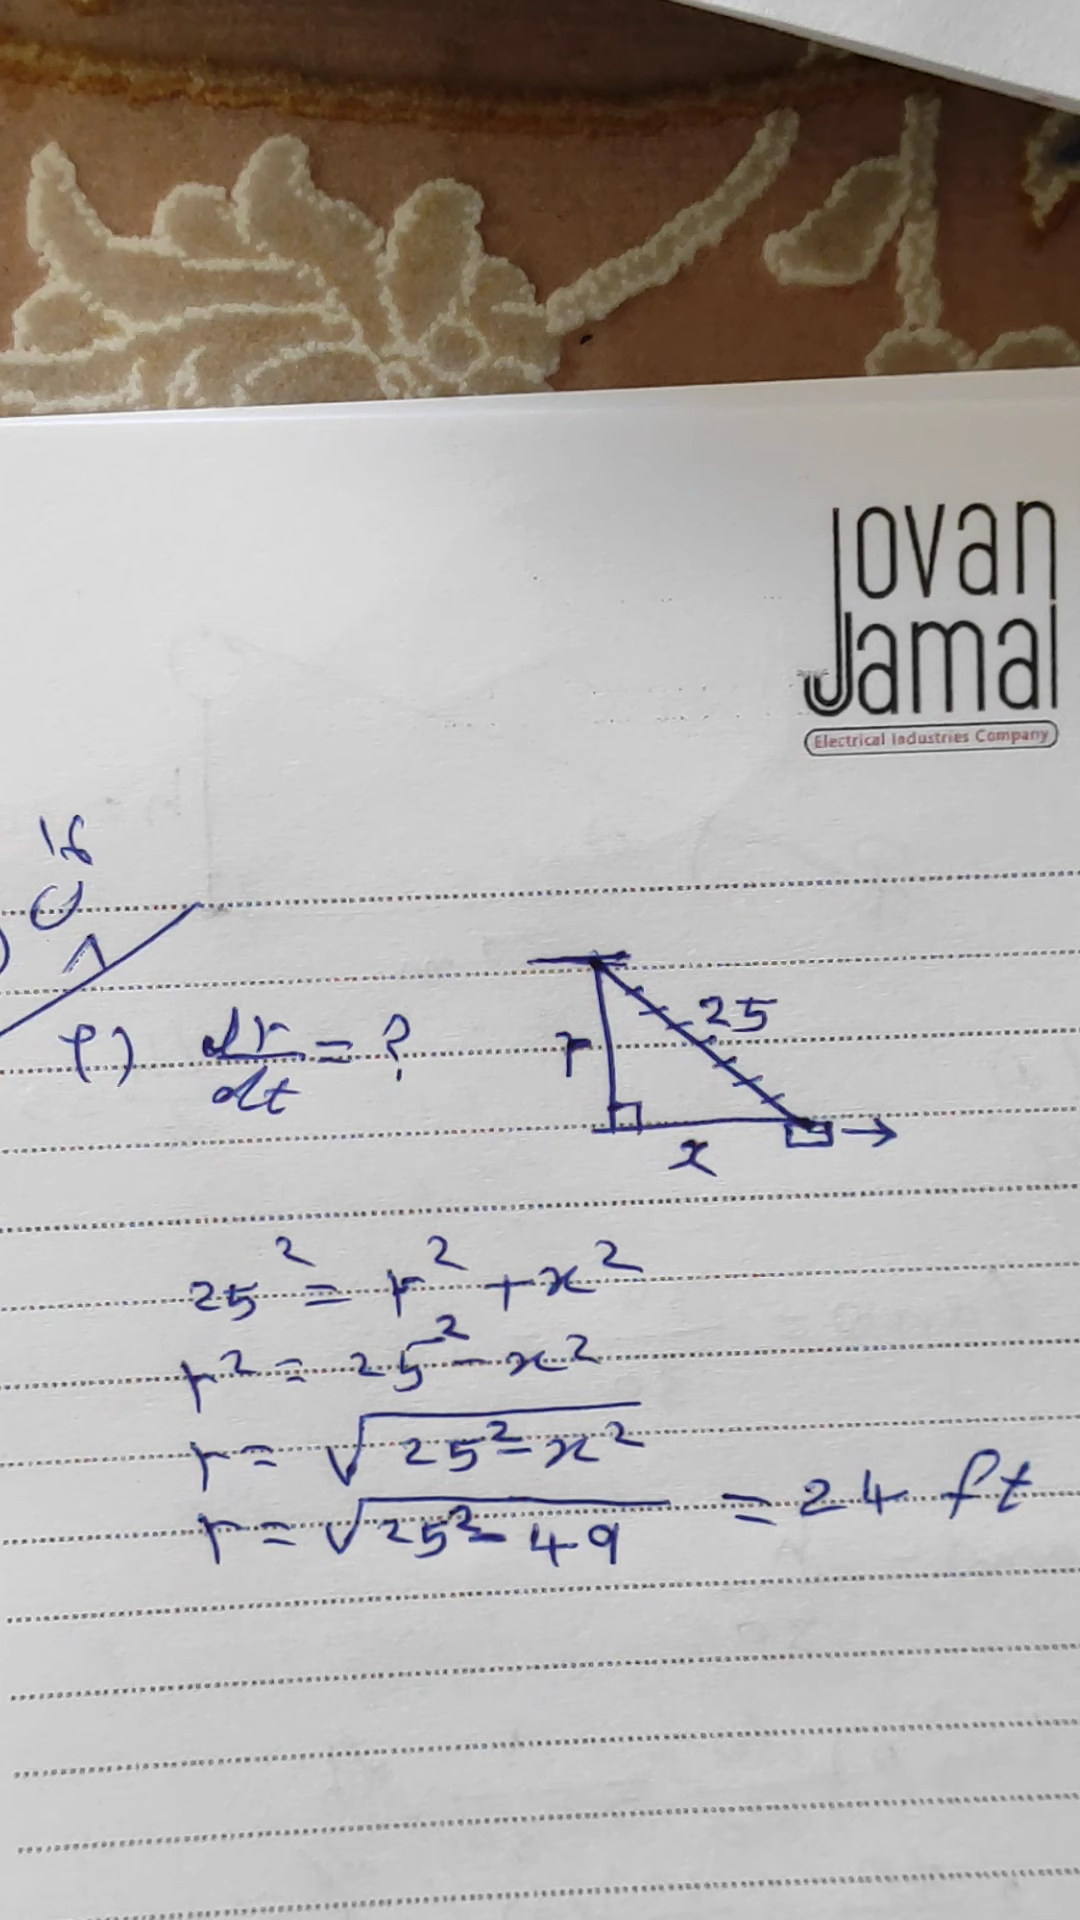 Jovan
Jamal
Electrical Industries Company
16
dr/dt = ?
25
r
x
25² = r² + x²
r² = 25² - x²
r = √(25² - x²)
r = √(25² - 49) = 24 ft